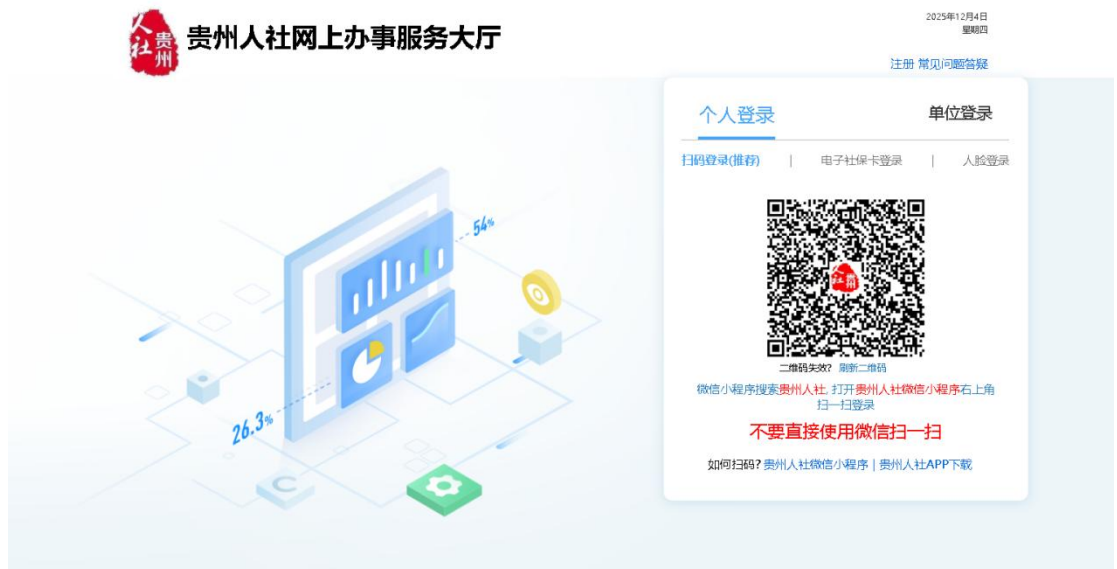 人社贵州
贵州人社网上办事服务大厅
2025年12月4日
星期四
注册 常见问题答疑
个人登录 单位登录
扫码登录(推荐) | 电子社保卡登录 | 人脸登录
54%
26.3%
人社贵州
二维码失效? 刷新二维码
微信小程序搜索贵州人社, 打开贵州人社微信小程序右上角
扫一扫登录
不要直接使用微信扫一扫
如何扫码? 贵州人社微信小程序 | 贵州人社APP下载